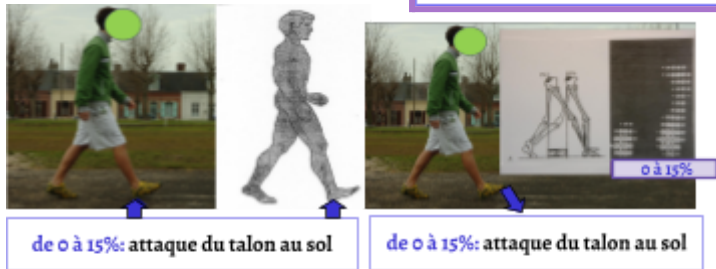 0 à 15%
de 0 à 15%: attaque du talon au sol
de 0 à 15%: attaque du talon au sol